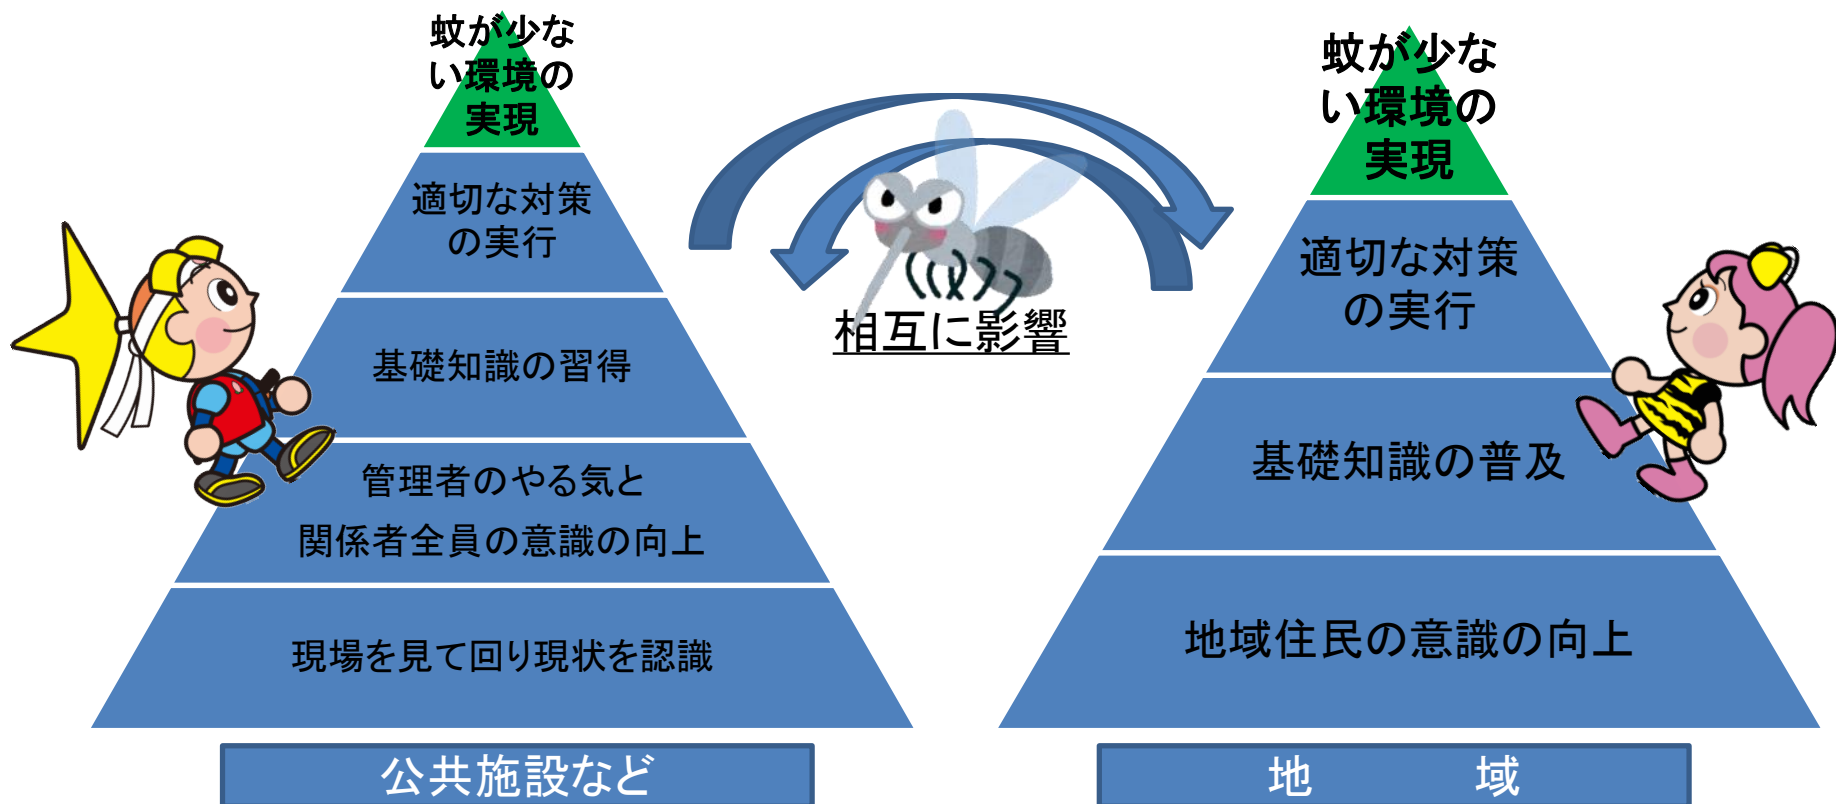 蚊が少な
い環境の
実現
適切な対策
の実行
基礎知識の習得
管理者のやる気と
関係者全員の意識の向上
現場を見て回り現状を認識
公共施設など
相互に影響
蚊が少な
い環境の
実現
適切な対策
の実行
基礎知識の普及
地域住民の意識の向上
地　　　域